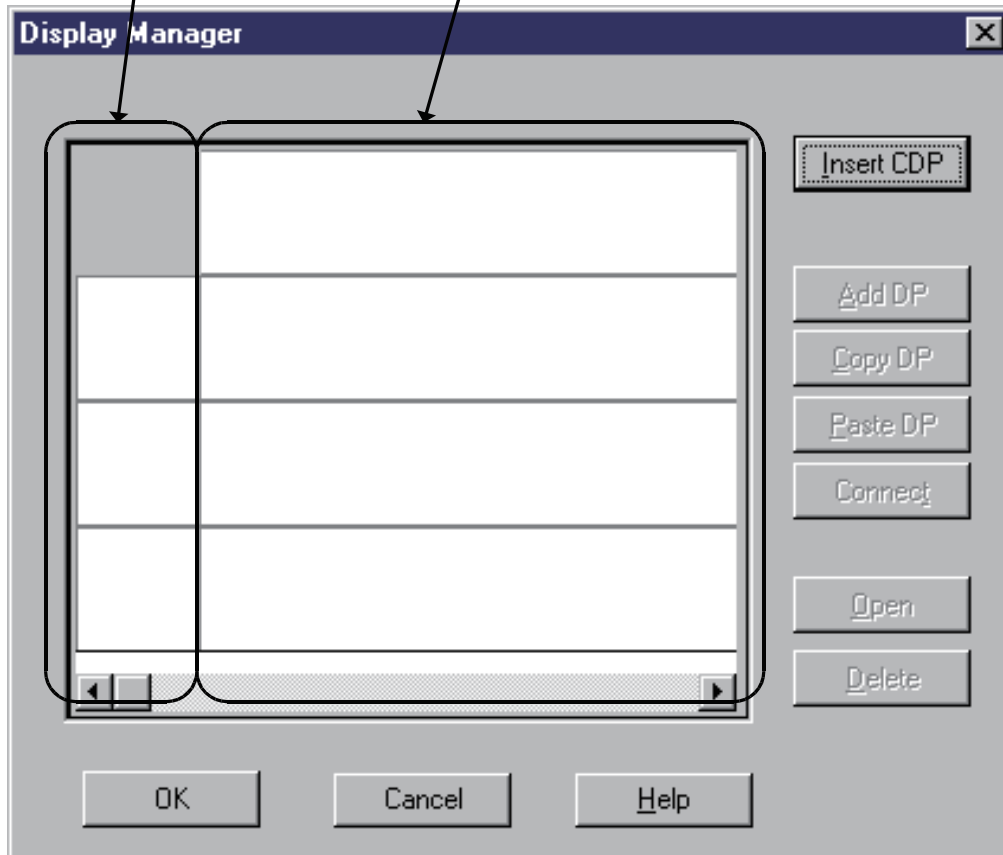 Display Manager
Insert CDP
Add DP
Copy DP
Paste DP
Connect
Open
Delete
OK
Cancel
Help